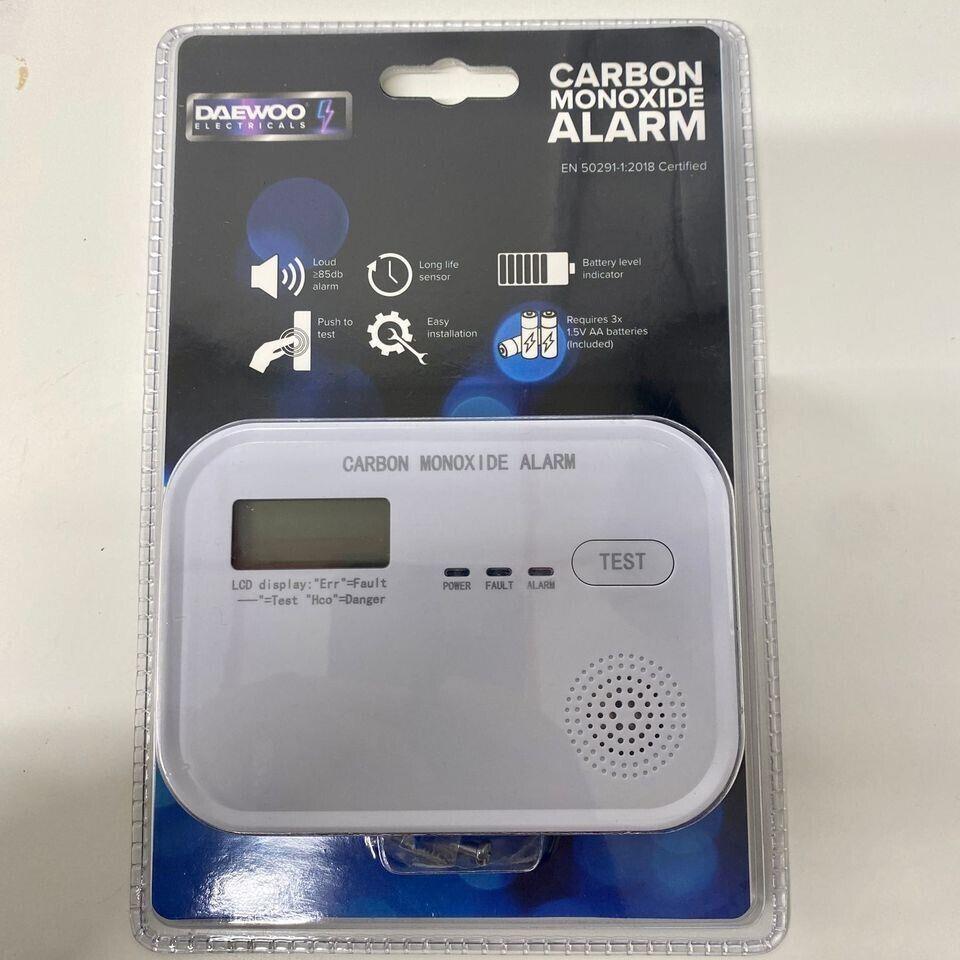 DAEWOO
ELECTRICALS
CARBON
MONOXIDE
ALARM
EN 50291-1:2018 Certified
Loud
≥85db
alarm
Long life
sensor
Battery level
indicator
Push to
test
Easy
installation
Requires 3x
1.5V AA batteries
(Included)
CARBON MONOXIDE ALARM
LCD display:"Err"=Fault
—"=Test "Hco"=Danger
POWER FAULT ALARM
TEST